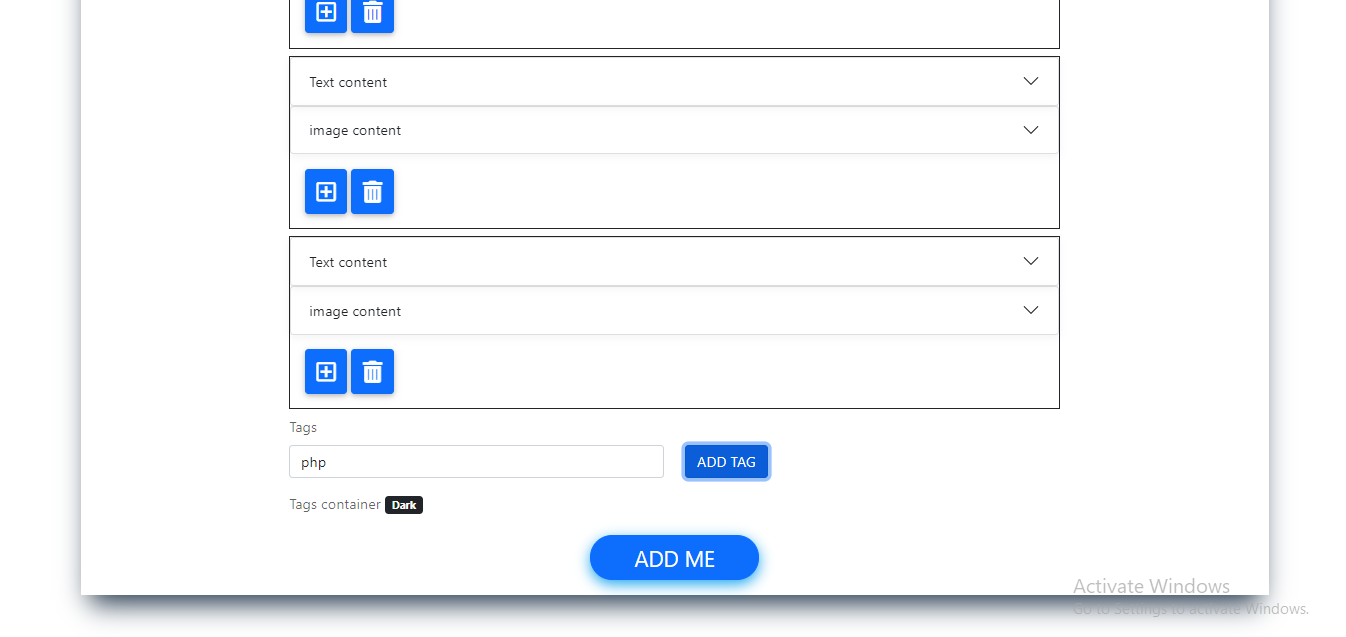 Text content
image content
Text content
image content
Tags
php
ADD TAG
Tags container Dark
ADD ME
Activate Windows
Go to Settings to activate Windows.